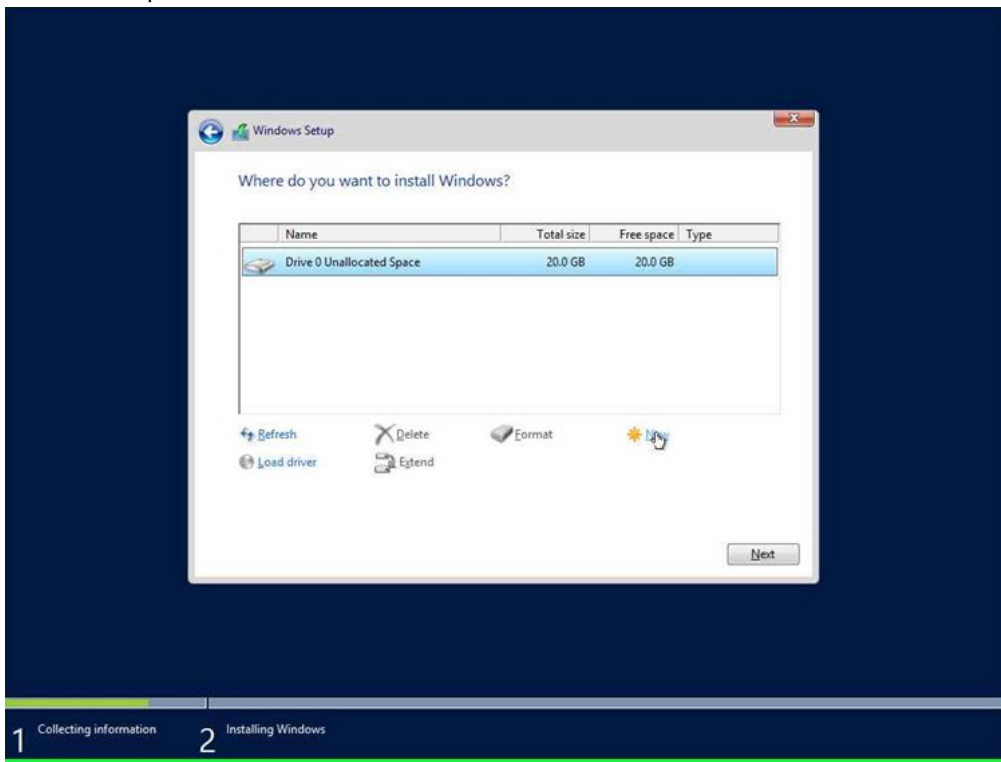 Windows Setup
Where do you want to install Windows?
Name Total size Free space Type
Drive 0 Unallocated Space 20.0 GB 20.0 GB
Refresh Delete Format
Load driver Extend
Next
1 Collecting information 2 Installing Windows